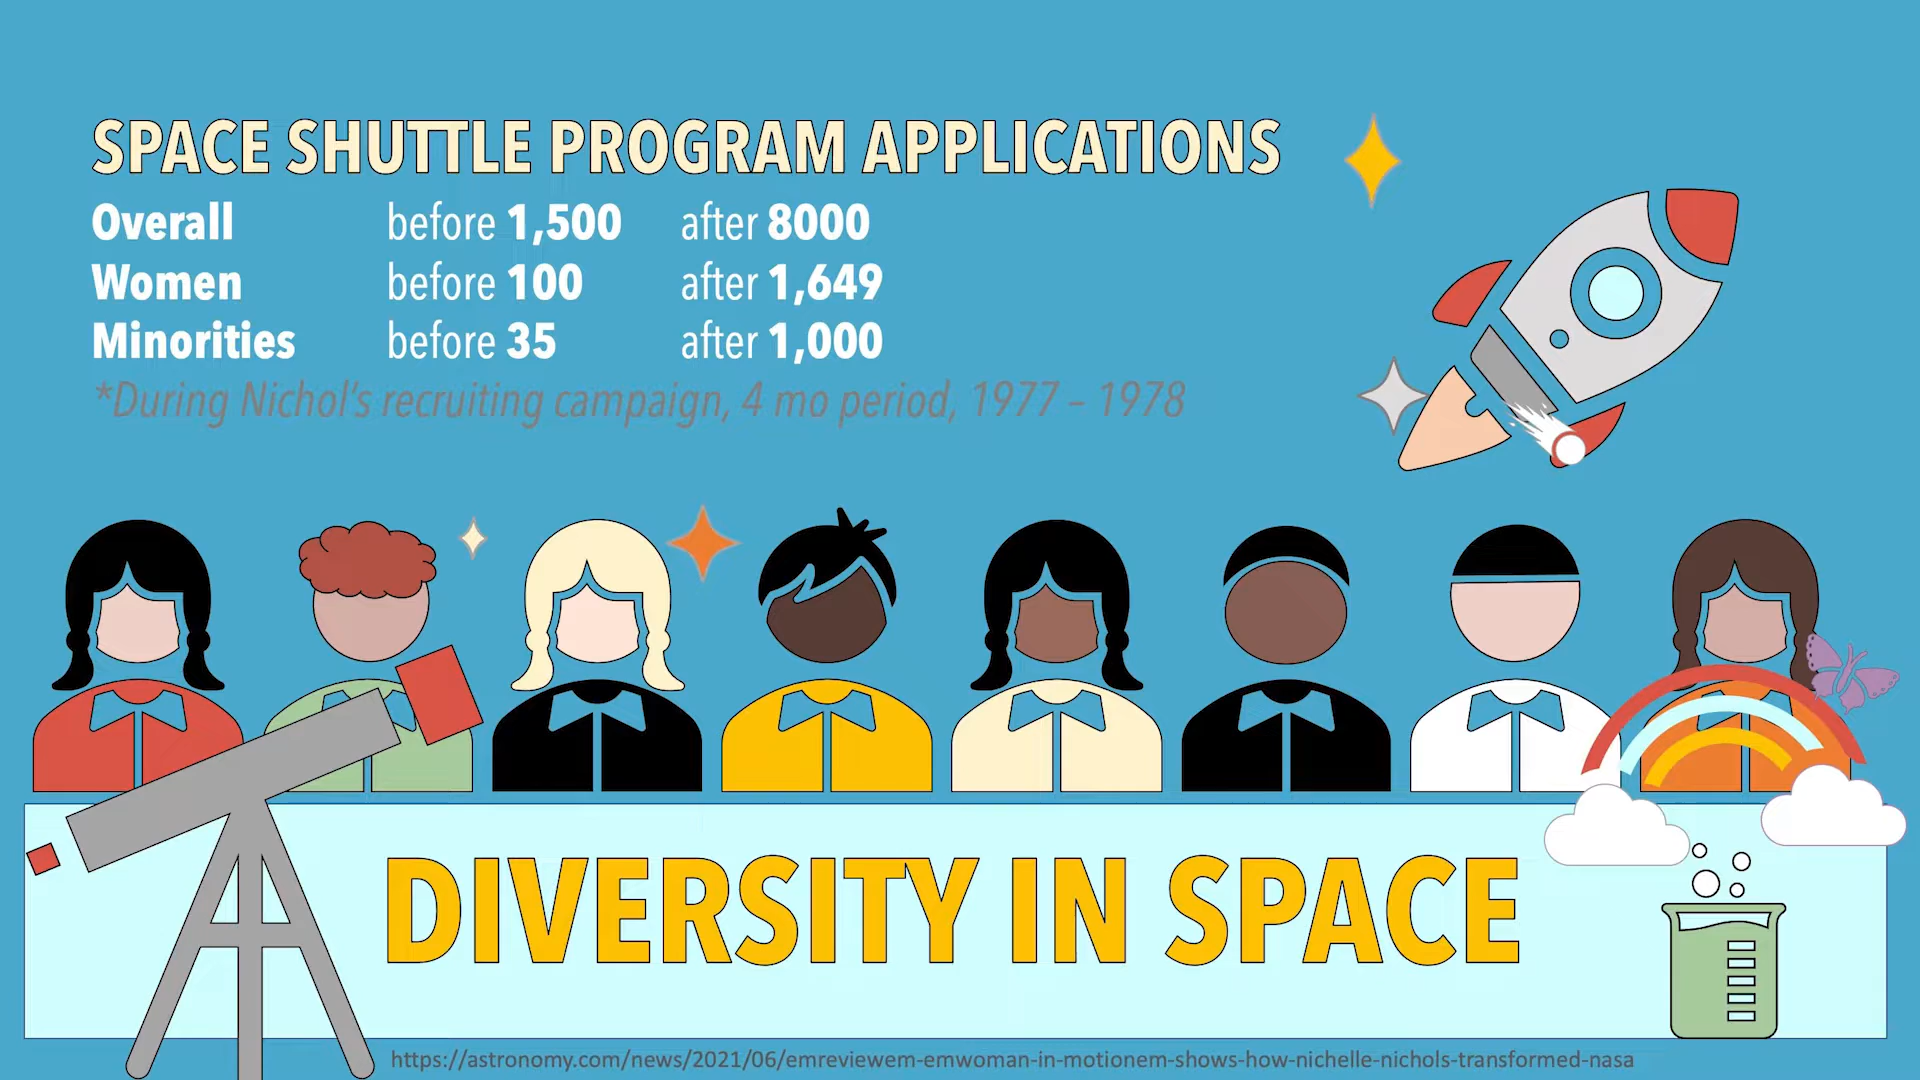 SPACE SHUTTLE PROGRAM APPLICATIONS
Overall before 1,500 after 8000
Women before 100 after 1,649
Minorities before 35 after 1,000
*During Nichol's recruiting campaign, 4 mo period, 1977 – 1978
DIVERSITY IN SPACE
https://astronomy.com/news/2021/06/emreviewem-emwoman-in-motionem-shows-how-nichelle-nichols-transformed-nasa